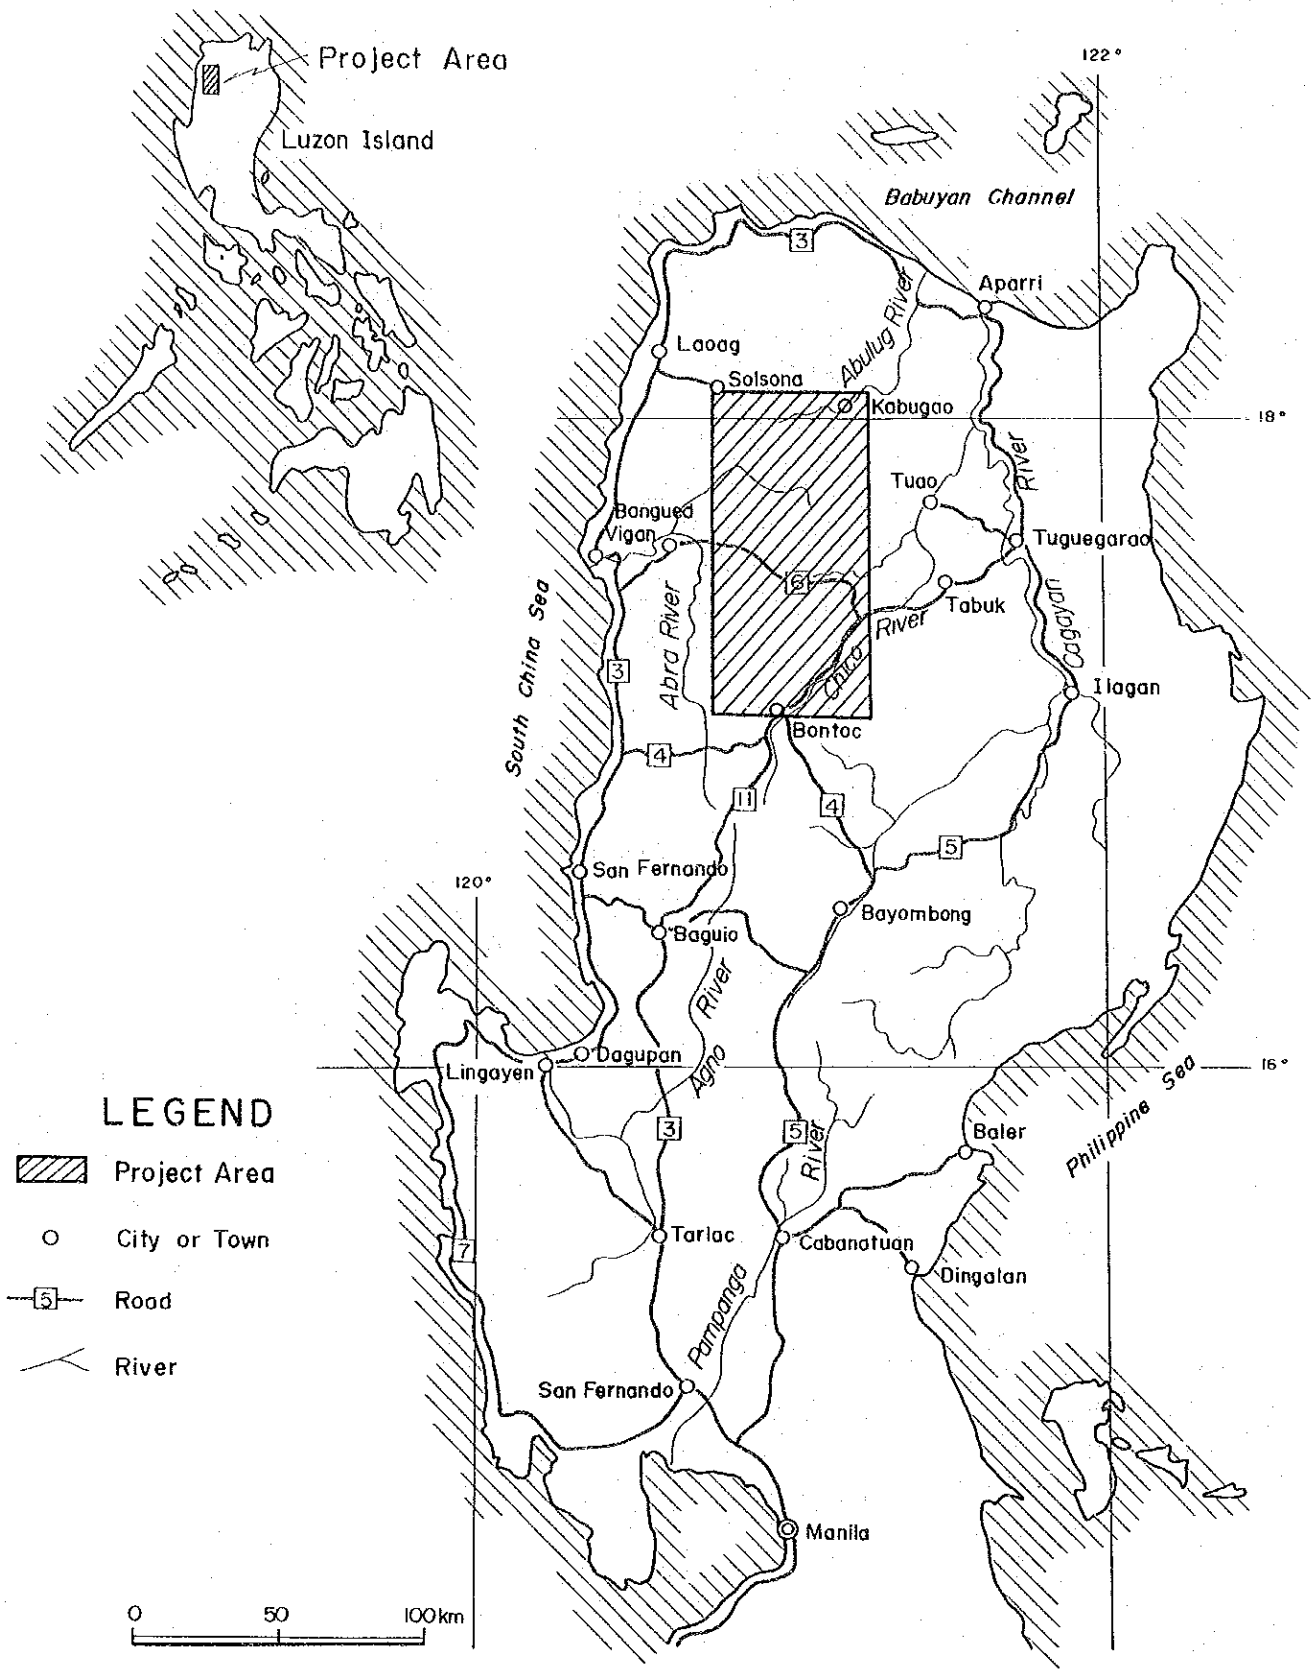 Project Area
Luzon Island
122°
Babuyan Channel
3
Aparri
Abulug River
Laoag
Solsona
Kabugao
18°
River
Tuao
Bangued
Vigan
Tuguegarao
6
Tabuk
South China Sea
Abra River
River
Cagayan
Chico
3
Ilagan
Bontoc
4
11
4
5
San Fernando
120°
Bayombong
Baguio
River
Dagupan
Agno
Lingayen
16°
Philippine Sea
LEGEND
3
5
River
Baler
Project Area
City or Town
Tarlac
Cabanatuan
7
Dingalan
5
Road
Pampanga
River
San Fernando
Manila
0 50 100km